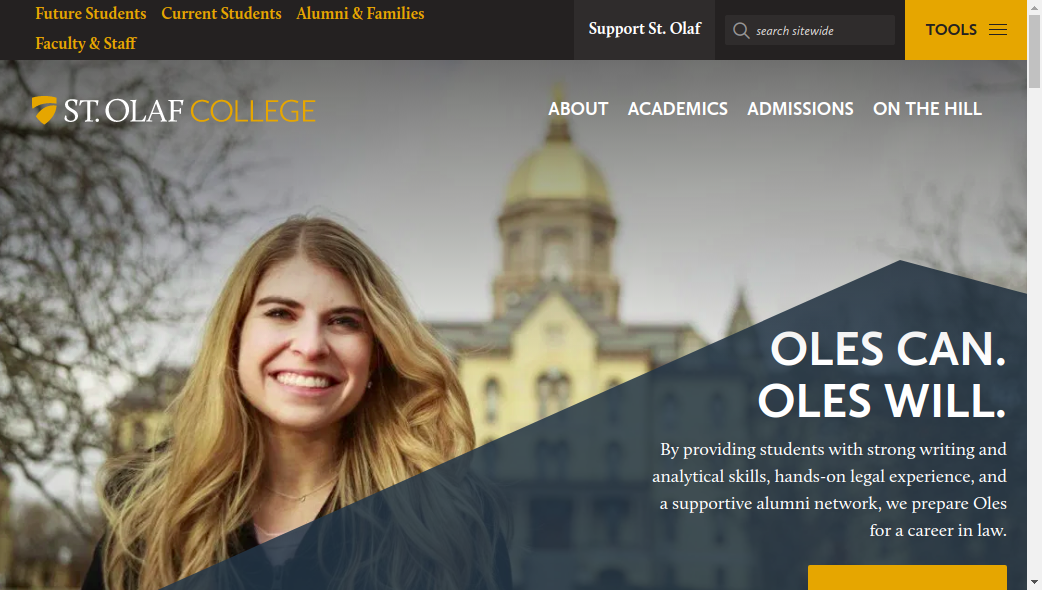 Future Students Current Students Alumni & Families
Faculty & Staff
Support St. Olaf
search sitewide
TOOLS
ST. OLAF COLLEGE
ABOUT ACADEMICS ADMISSIONS ON THE HILL
OLES CAN.
OLES WILL.
By providing students with strong writing and
analytical skills, hands-on legal experience, and
a supportive alumni network, we prepare Oles
for a career in law.